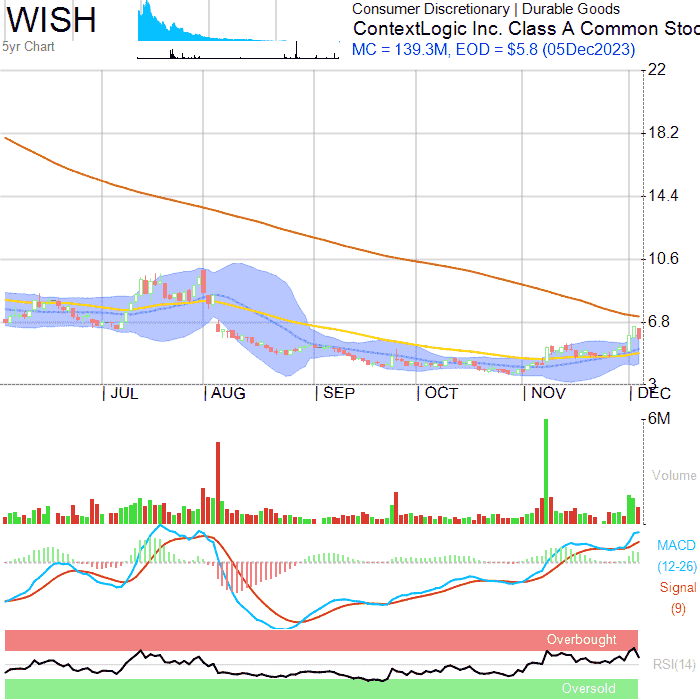 WISH
5yr Chart
Consumer Discretionary | Durable Goods
ContextLogic Inc. Class A Common Stoc
MC = 139.3M, EOD = $5.8 (05Dec2023)
22
18.2
14.4
10.6
6.8
3
JUL AUG SEP OCT NOV DEC
6M
Volume
MACD
(12-26)
Signal
(9)
Overbought
RSI(14)
Oversold